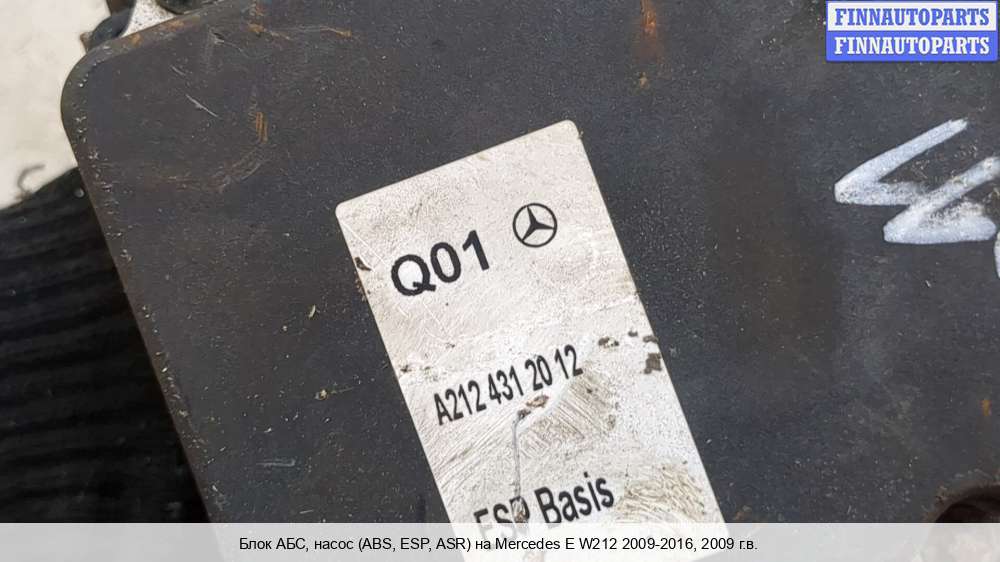 FINNAUTOPARTS
FINNAUTOPARTS
Q01
A212 431 20 12
ESP Basis
Блок АБС, насос (ABS, ESP, ASR) на Mercedes E W212 2009-2016, 2009 г.в.